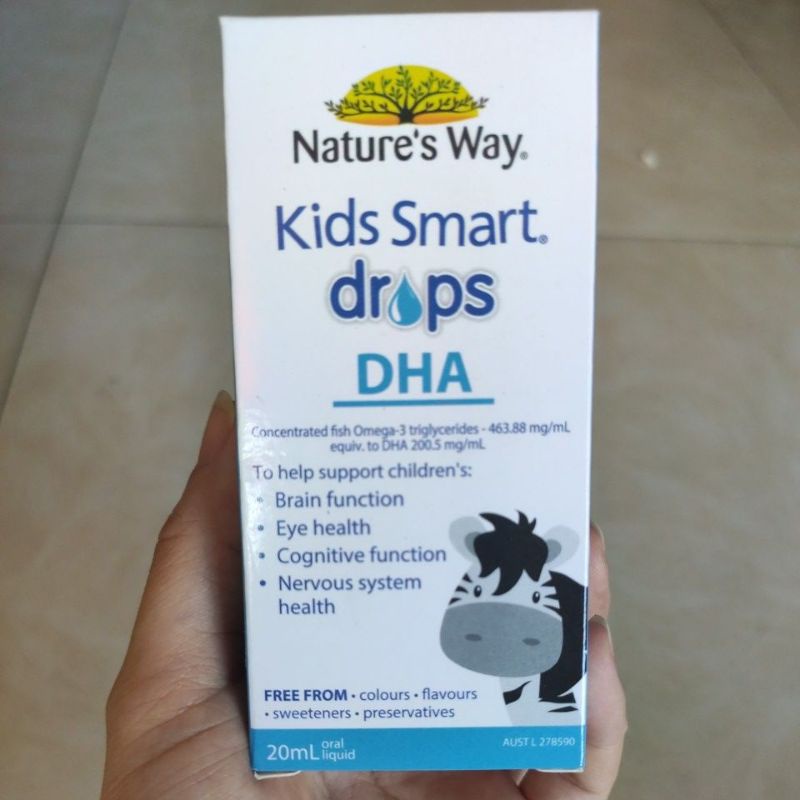 Nature's Way®
Kids Smart®
drops
DHA
Concentrated fish Omega-3 triglycerides - 463.88 mg/mL
equiv. to DHA 200.5 mg/mL
To help support children's:
• Brain function
• Eye health
• Cognitive function
• Nervous system
health
FREE FROM • colours • flavours
• sweeteners • preservatives
20mL oral
liquid
AUST L 278590